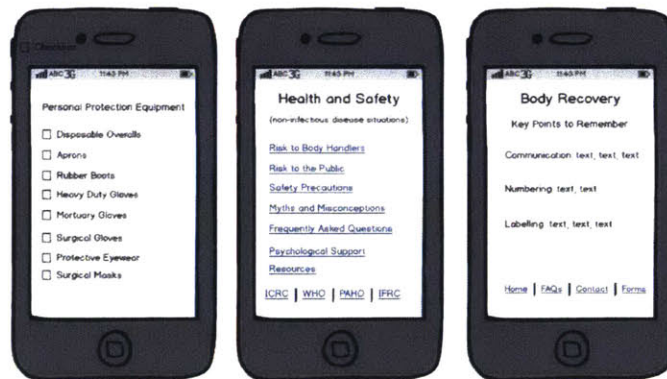 Checkbox
ABC 3G 11:40 PM
Personal Protection Equipment
Disposable Overalls
Aprons
Rubber Boots
Heavy Duty Gloves
Mortuary Gloves
Surgical Gloves
Protective Eyewear
Surgical Masks
ABC 3G 11:40 PM
Health and Safety
(non-infectious disease situations)
Risk to Body Handlers
Risk to the Public
Safety Precautions
Myths and Misconceptions
Frequently Asked Questions
Psychological Support
Resources
ICRC | WHO | PAHO | IFRC
ABC 3G 11:40 PM
Body Recovery
Key Points to Remember
Communication text, text, text
Numbering text, text
Labelling text, text, text
Home | FAQs | Contact | Forms